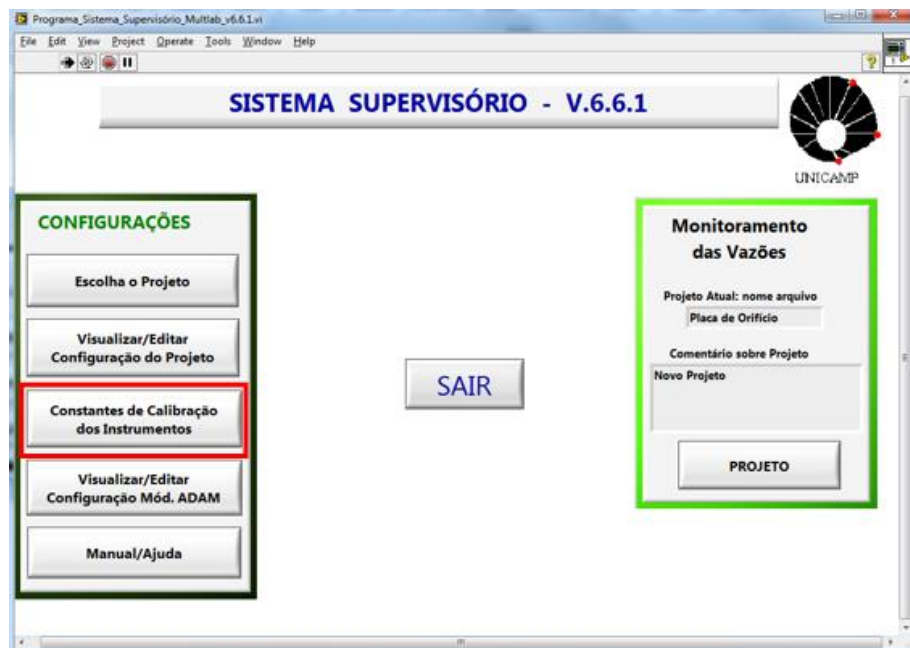 Programa_Sistema_Supervisório_Multlab_v6.6.1.vi
File Edit View Project Operate Tools Window Help
SISTEMA SUPERVISÓRIO - V.6.6.1
UNICAMP
CONFIGURAÇÕES
Escolha o Projeto
Visualizar/Editar
Configuração do Projeto
Constantes de Calibração
dos Instrumentos
Visualizar/Editar
Configuração Mód. ADAM
Manual/Ajuda
SAIR
Monitoramento
das Vazões
Projeto Atual: nome arquivo
Placa de Orifício
Comentário sobre Projeto
Novo Projeto
PROJETO